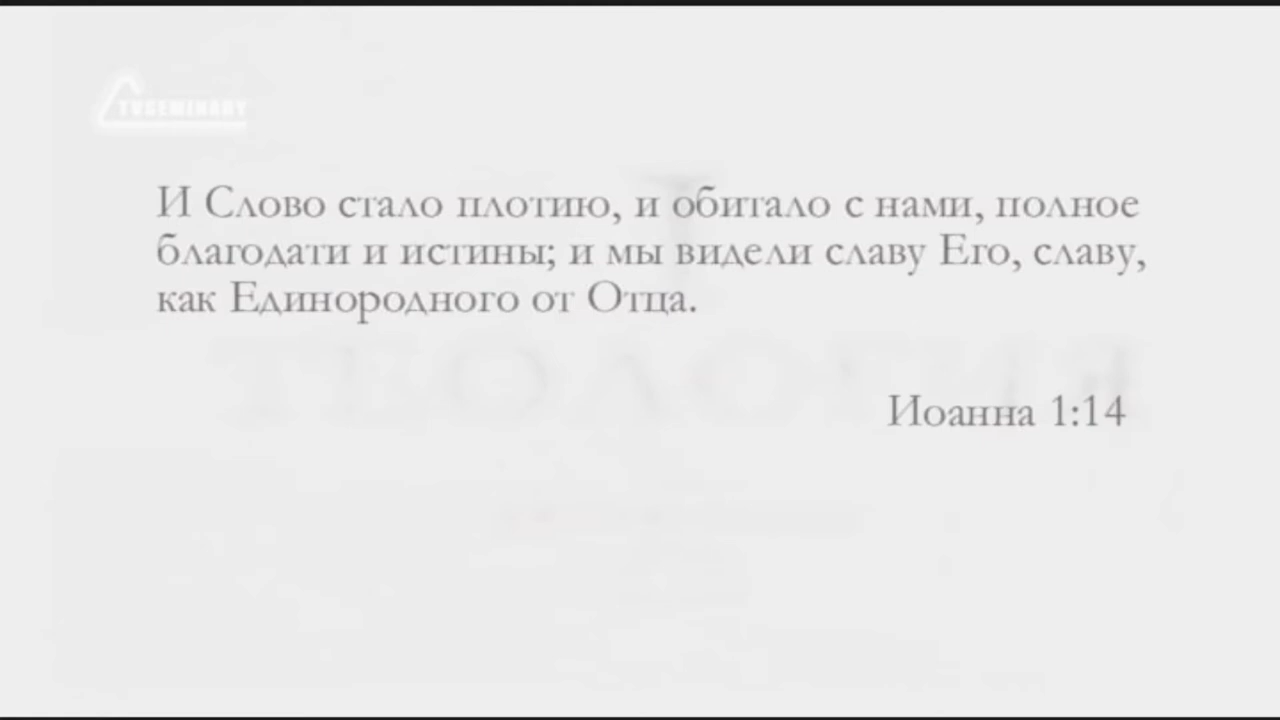 TVSEMINARY
И Слово стало плотию, и обитало с нами, полное
благодати и истины; и мы видели славу Его, славу,
как Единородного от Отца.
Иоанна 1:14